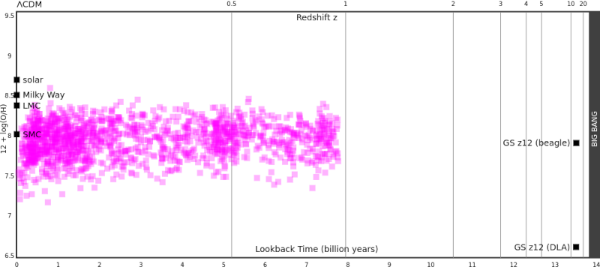 ΛCDM
0.5 1 2 3 4 5 10 20
Redshift z
9.5
9
8.5
8
7.5
7
6.5
12 + log(O/H)
solar
Milky Way
LMC
SMC
GS z12 (beagle)
GS z12 (DLA)
BIG BANG
Lookback Time (billion years)
0 1 2 3 4 5 6 7 8 9 10 11 12 13 14